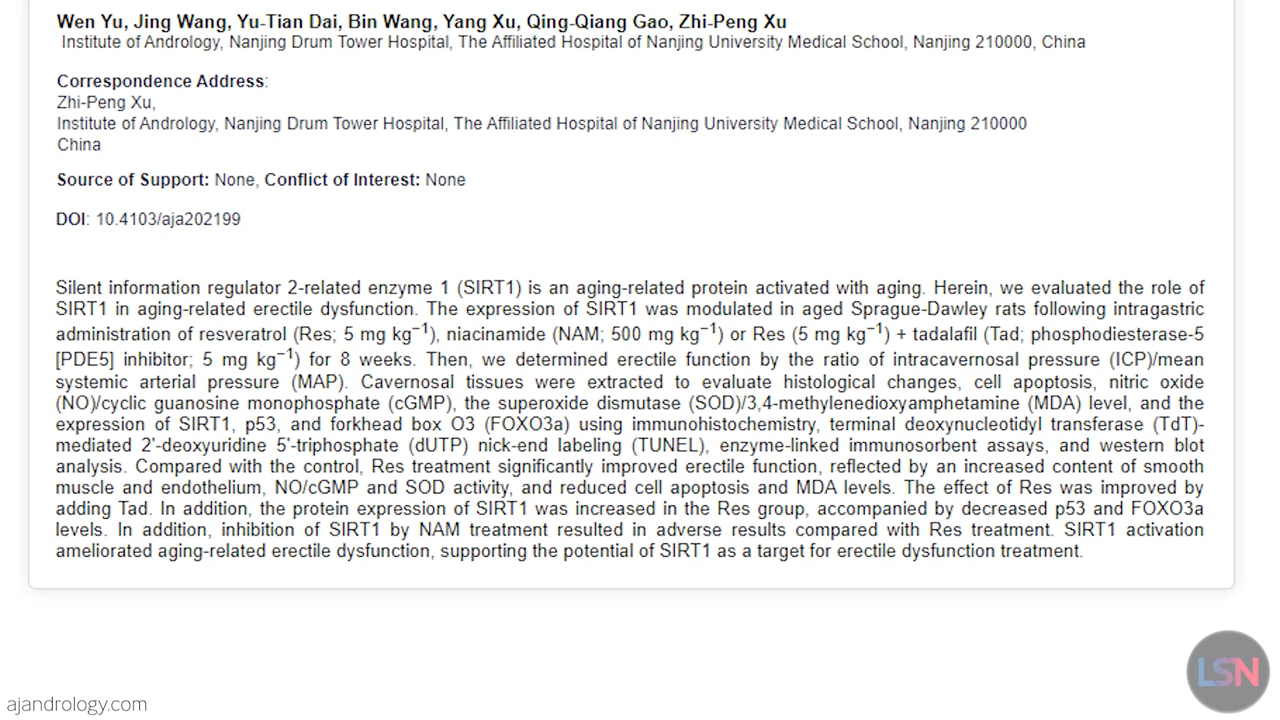 Wen Yu, Jing Wang, Yu-Tian Dai, Bin Wang, Yang Xu, Qing-Qiang Gao, Zhi-Peng Xu
Institute of Andrology, Nanjing Drum Tower Hospital, The Affiliated Hospital of Nanjing University Medical School, Nanjing 210000, China
Correspondence Address:
Zhi-Peng Xu,
Institute of Andrology, Nanjing Drum Tower Hospital, The Affiliated Hospital of Nanjing University Medical School, Nanjing 210000
China
Source of Support: None, Conflict of Interest: None
DOI: 10.4103/aja202199
Silent information regulator 2-related enzyme 1 (SIRT1) is an aging-related protein activated with aging. Herein, we evaluated the role of
SIRT1 in aging-related erectile dysfunction. The expression of SIRT1 was modulated in aged Sprague-Dawley rats following intragastric
administration of resveratrol (Res; 5 mg kg⁻¹), niacinamide (NAM; 500 mg kg⁻¹) or Res (5 mg kg⁻¹) + tadalafil (Tad; phosphodiesterase-5
[PDE5] inhibitor; 5 mg kg⁻¹) for 8 weeks. Then, we determined erectile function by the ratio of intracavernosal pressure (ICP)/mean
systemic arterial pressure (MAP). Cavernosal tissues were extracted to evaluate histological changes, cell apoptosis, nitric oxide
(NO)/cyclic guanosine monophosphate (cGMP), the superoxide dismutase (SOD)/3,4-methylenedioxyamphetamine (MDA) level, and the
expression of SIRT1, p53, and forkhead box O3 (FOXO3a) using immunohistochemistry, terminal deoxynucleotidyl transferase (TdT)-
mediated 2'-deoxyuridine 5'-triphosphate (dUTP) nick-end labeling (TUNEL), enzyme-linked immunosorbent assays, and western blot
analysis. Compared with the control, Res treatment significantly improved erectile function, reflected by an increased content of smooth
muscle and endothelium, NO/cGMP and SOD activity, and reduced cell apoptosis and MDA levels. The effect of Res was improved by
adding Tad. In addition, the protein expression of SIRT1 was increased in the Res group, accompanied by decreased p53 and FOXO3a
levels. In addition, inhibition of SIRT1 by NAM treatment resulted in adverse results compared with Res treatment. SIRT1 activation
ameliorated aging-related erectile dysfunction, supporting the potential of SIRT1 as a target for erectile dysfunction treatment.
LSN
ajandrology.com